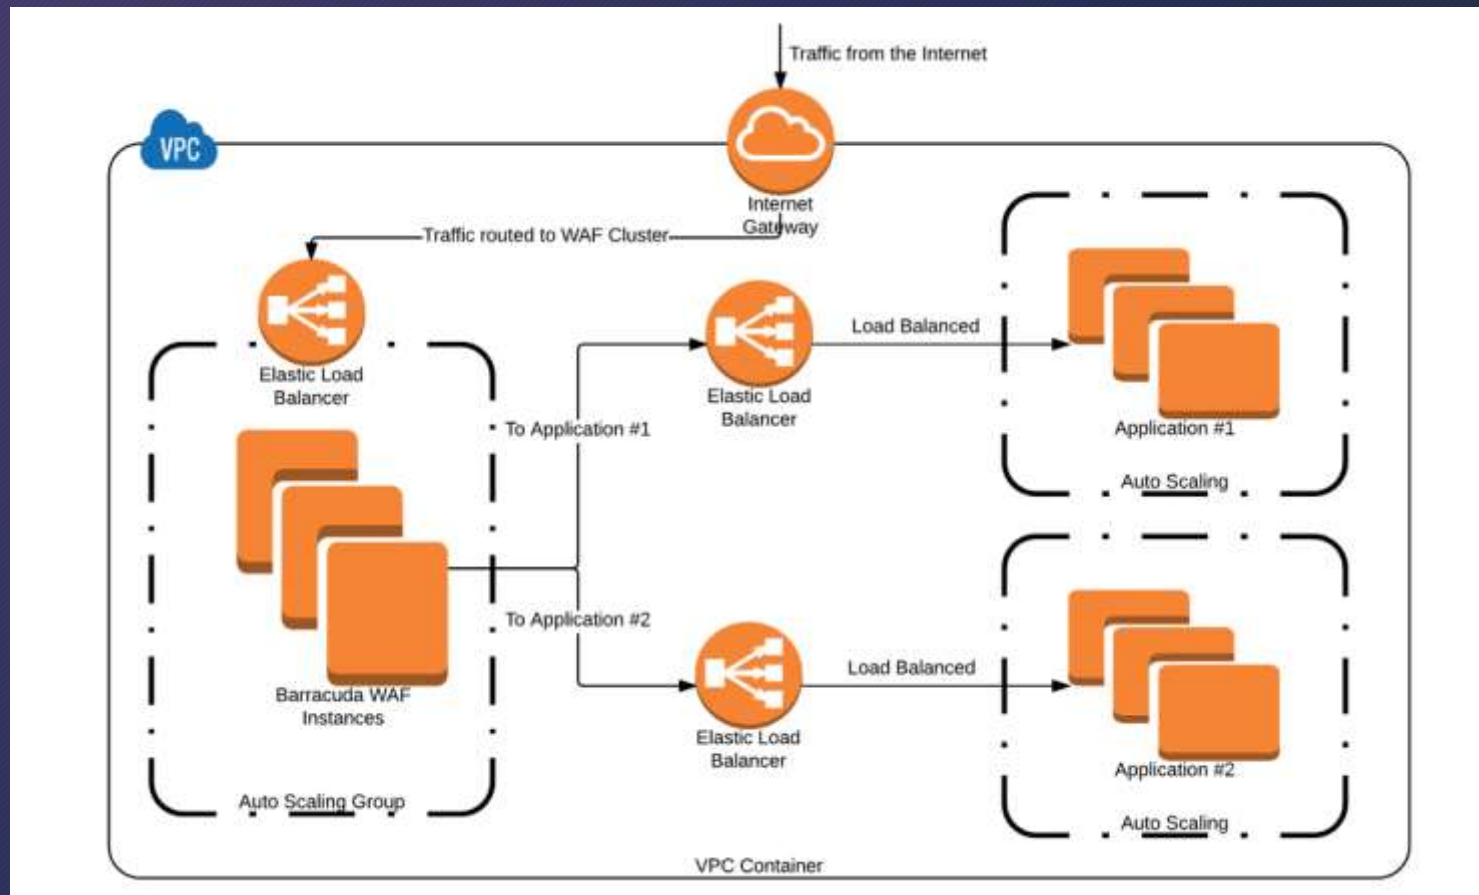 Traffic from the Internet
VPC
Internet
Gateway
Traffic routed to WAF Cluster
Elastic Load
Balancer
Load Balanced
Elastic Load
Balancer
To Application #1
Application #1
Auto Scaling
To Application #2
Load Balanced
Barracuda WAF
Instances
Elastic Load
Balancer
Application #2
Auto Scaling Group
Auto Scaling
VPC Container